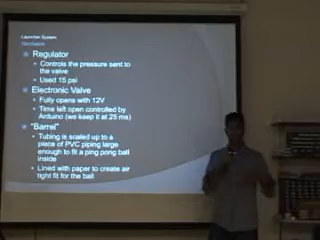 Launcher System
Regulator
Controls the pressure sent to
the valve
Used 15 psi
Electronic Valve
Fully opens with 12V
Time left open controlled by
Arduino (we keep it at 25 ms)
"Barrel"
Tubing is scaled up to a
piece of PVC piping large
enough to fit a ping pong ball
inside
Lined with paper to create air
tight fit for the ball